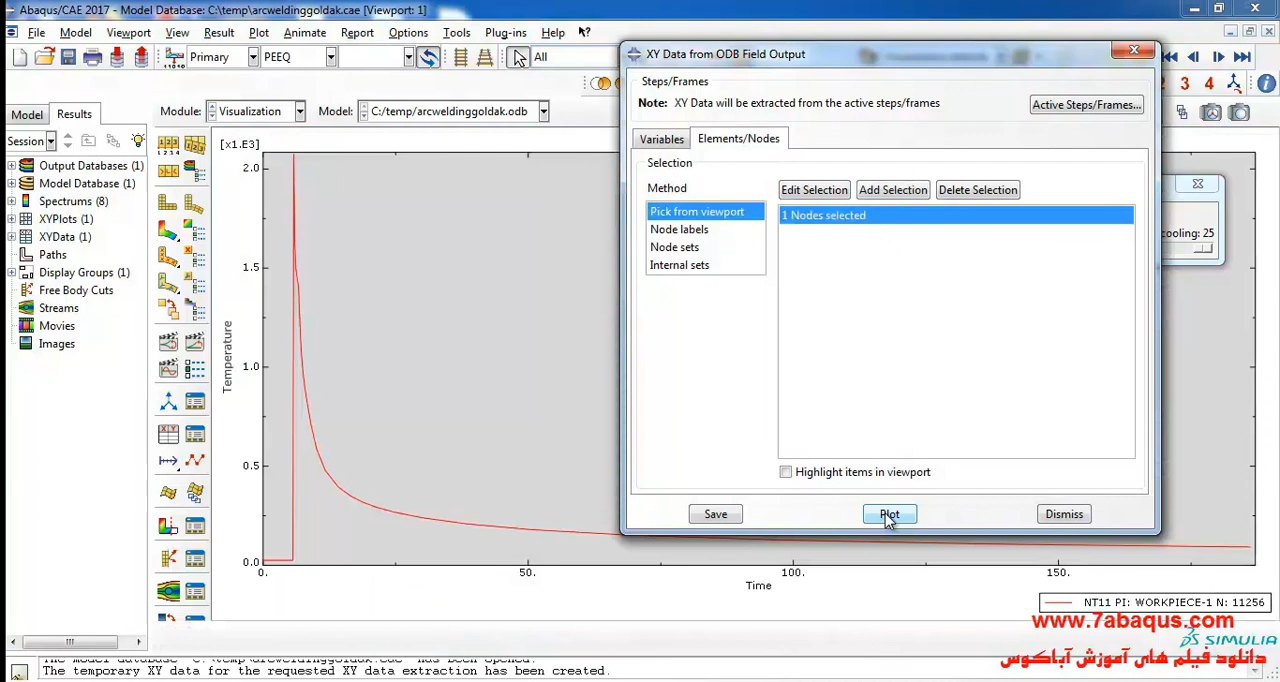 Abaqus/CAE 2017 - Model Database: C:\temp\arcweldinggoldak.cae [Viewport: 1]
File Model Viewport View Result Plot Animate Report Options Tools Plug-ins Help
Primary PEEQ All
XY Data from ODB Field Output
Steps/Frames
Note: XY Data will be extracted from the active steps/frames
Active Steps/Frames...
2 3 4
Model Results Module: Visualization Model: C:/temp/arcweldinggoldak.odb
Session
Variables Elements/Nodes
Selection
Method
Edit Selection Add Selection Delete Selection
Pick from viewport
Node labels
Node sets
Internal sets
1 Nodes selected
Highlight items in viewport
Save Plot Dismiss
cooling: 25
Output Databases (1)
Model Database (1)
Spectrums (8)
XYPlots (1)
XYData (1)
Paths
Display Groups (1)
Free Body Cuts
Streams
Movies
Images
[x1.E3]
2.0
1.5
1.0
0.5
0.0
Temperature
0. 50. 100. 150.
Time
NT11 PI: WORKPIECE-1 N: 11256
www.7abaqus.com
SIMULIA
دانلود فیلم های آموزش آباکوس
The temporary XY data for the requested XY data extraction has been created.